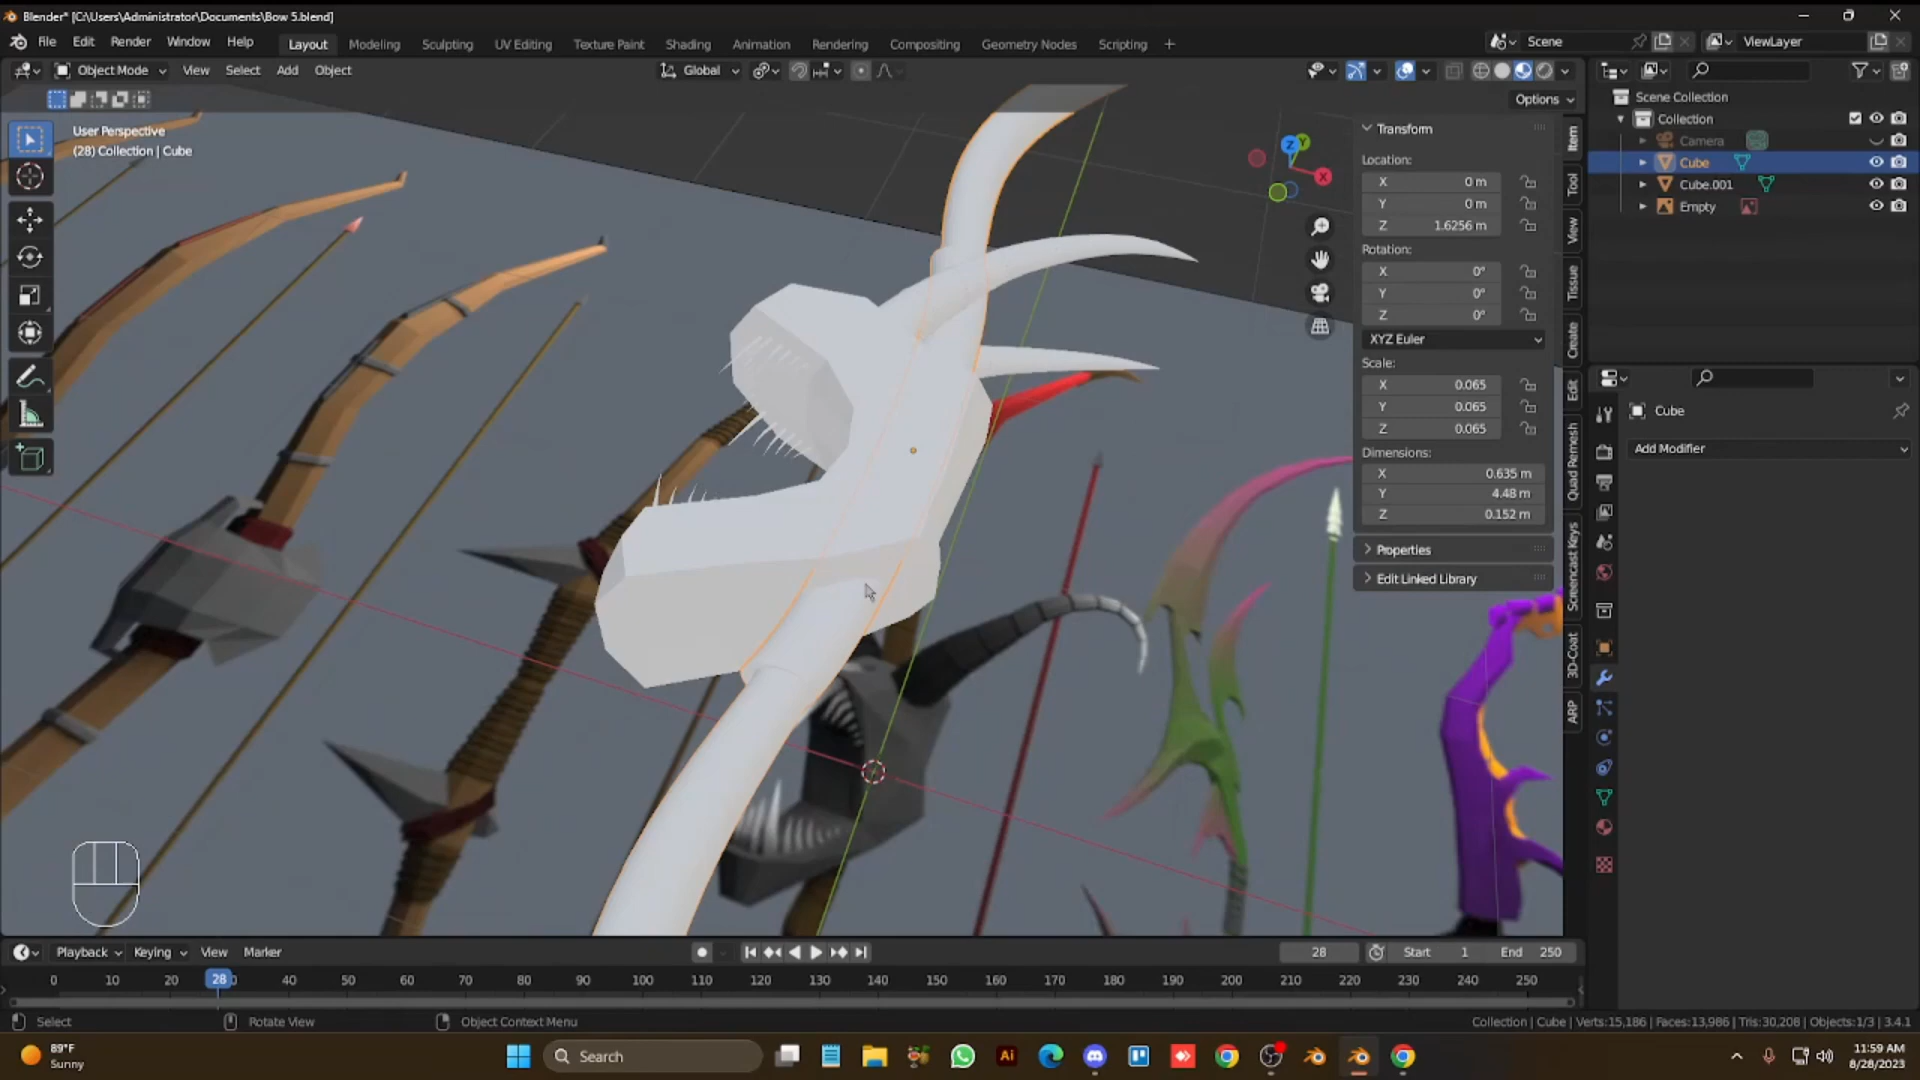 Blender* [C:\Users\Administrator\Documents\Bow 5.blend]
File Edit Render Window Help Layout Modeling Sculpting UV Editing Texture Paint Shading Animation Rendering Compositing Geometry Nodes Scripting + Scene ViewLayer
Object Mode View Select Add Object Global
Options
User Perspective
(28) Collection | Cube
Scene Collection
Collection
Camera
Cube
Cube.001
Empty
Transform
Location:
X 0 m
Y 0 m
Z 1.6256 m
Rotation:
X 0°
Y 0°
Z 0°
XYZ Euler
Scale:
X 0.065
Y 0.065
Z 0.065
Dimensions:
X 0.635 m
Y 4.48 m
Z 0.152 m
Properties
Edit Linked Library
Item
Tool
View
Tissue
Create
Edit
Quad Remesh
Screencast Keys
3D-Coat
ARP
Z Y X
Cube
Add Modifier
Playback Keying View Marker 28 Start 1 End 250
0 10 20 28 40 50 60 70 80 90 100 110 120 130 140 150 160 170 180 190 200 210 220 230 240 250
Select Rotate View Object Context Menu Collection | Cube | Verts:15,186 | Faces:13,986 | Tris:30,208 | Objects:1/3 | 3.4.1
89°F
Sunny
Search
Ai
11:59 AM
8/28/2023